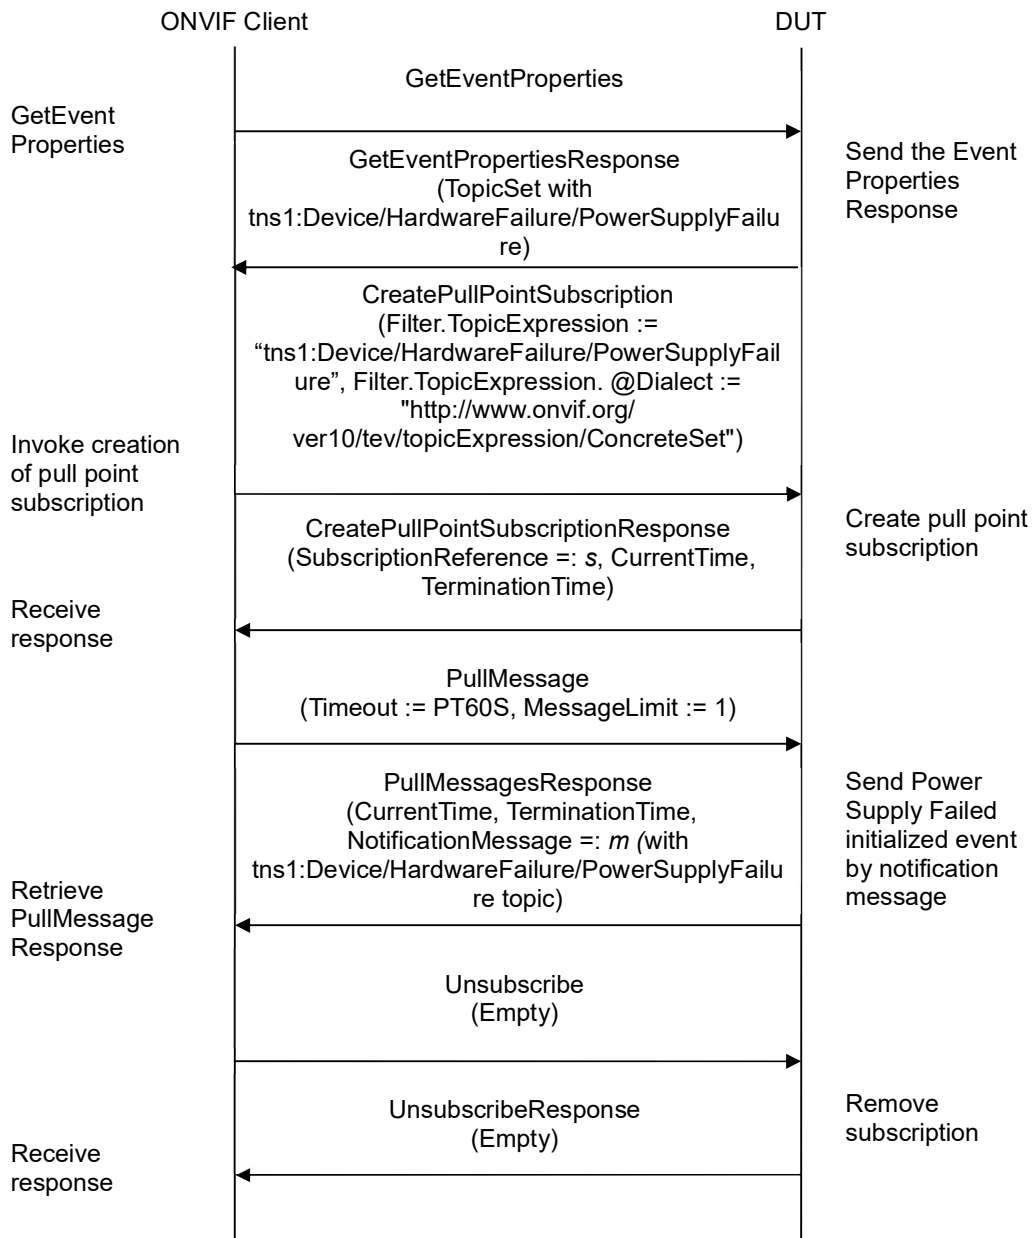 ONVIF Client
DUT
GetEventProperties
GetEvent
Properties
GetEventPropertiesResponse
(TopicSet with
tns1:Device/HardwareFailure/PowerSupplyFailu
re)
Send the Event
Properties
Response
CreatePullPointSubscription
(Filter.TopicExpression :=
“tns1:Device/HardwareFailure/PowerSupplyFail
ure”, Filter.TopicExpression. @Dialect :=
"http://www.onvif.org/
ver10/tev/topicExpression/ConcreteSet")
Invoke creation
of pull point
subscription
CreatePullPointSubscriptionResponse
(SubscriptionReference =: s, CurrentTime,
TerminationTime)
Create pull point
subscription
Receive
response
PullMessage
(Timeout := PT60S, MessageLimit := 1)
PullMessagesResponse
(CurrentTime, TerminationTime,
NotificationMessage =: m (with
tns1:Device/HardwareFailure/PowerSupplyFailu
re topic)
Send Power
Supply Failed
initialized event
by notification
message
Retrieve
PullMessage
Response
Unsubscribe
(Empty)
UnsubscribeResponse
(Empty)
Remove
subscription
Receive
response